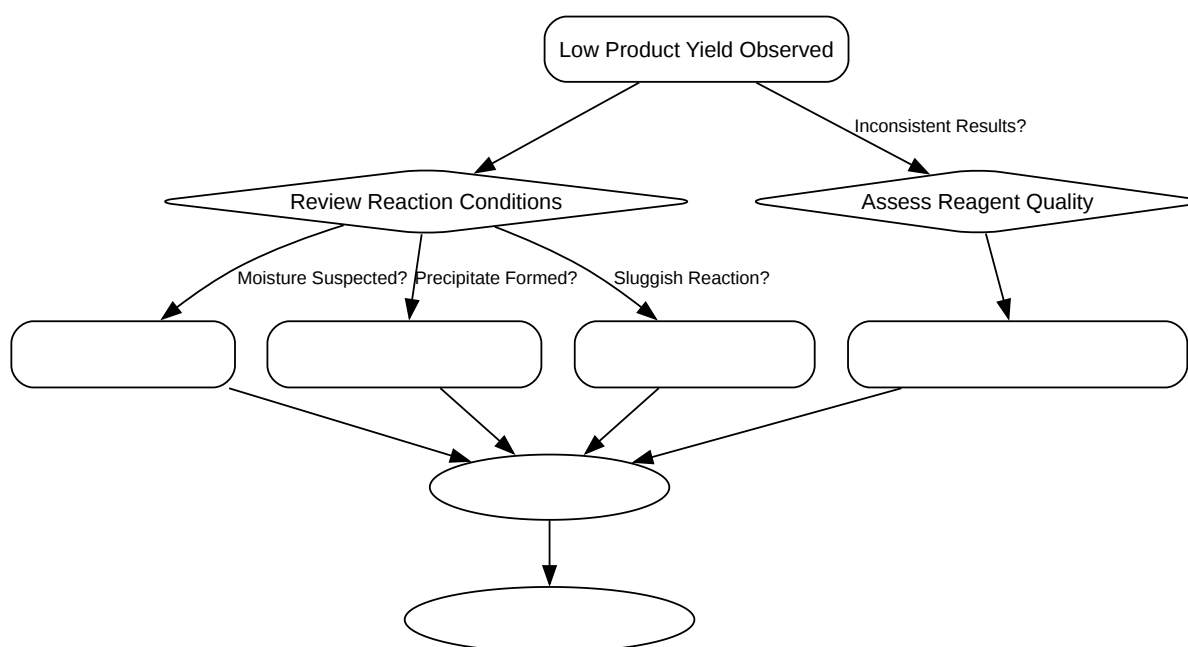 Low Product Yield Observed
Inconsistent Results?
Review Reaction Conditions
Assess Reagent Quality
Moisture Suspected?
Precipitate Formed?
Sluggish Reaction?